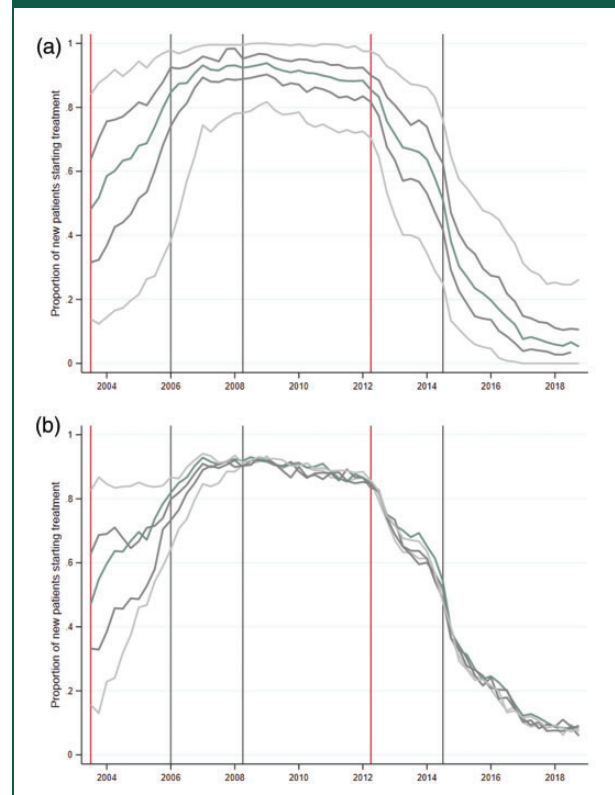 (a)
Proportion of new patients starting treatment
1
.8
.6
.4
.2
0
2004 2006 2008 2010 2012 2014 2016 2018
(b)
Proportion of new patients starting treatment
1
.8
.6
.4
.2
0
2004 2006 2008 2010 2012 2014 2016 2018